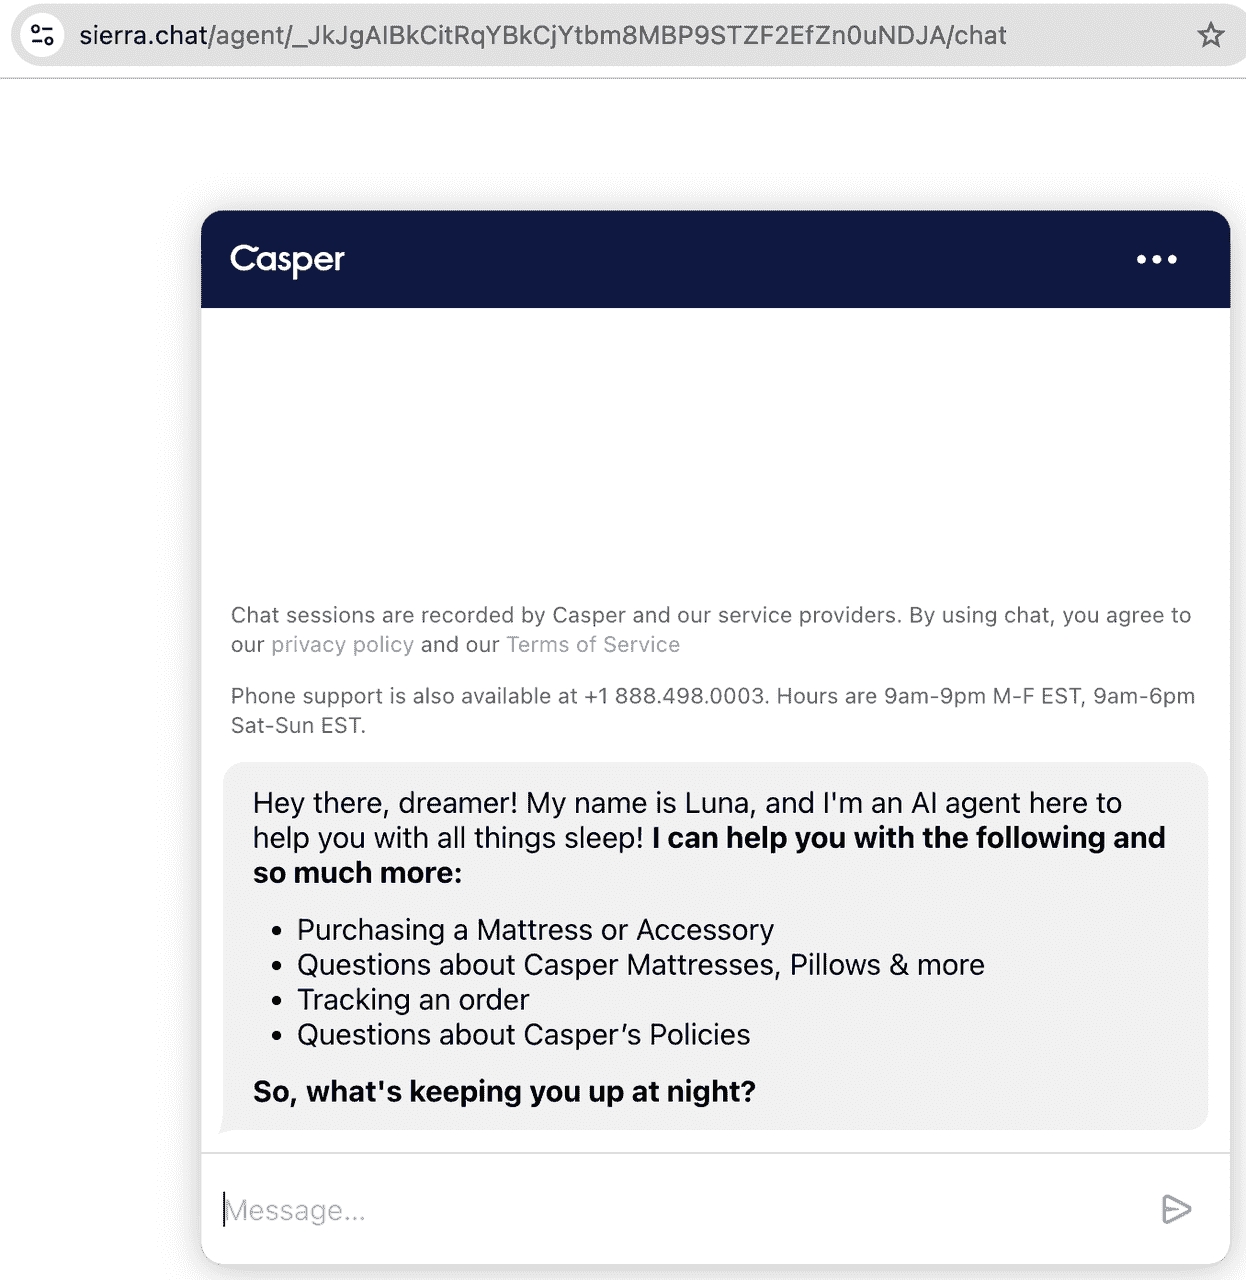 sierra.chat/agent/_JkJgAIBkCitRqYBkCjYtbm8MBP9STZF2EfZn0uNDJA/chat
Casper
Chat sessions are recorded by Casper and our service providers. By using chat, you agree to
our privacy policy and our Terms of Service
Phone support is also available at +1 888.498.0003. Hours are 9am-9pm M-F EST, 9am-6pm
Sat-Sun EST.
Hey there, dreamer! My name is Luna, and I'm an AI agent here to
help you with all things sleep! I can help you with the following and
so much more:
• Purchasing a Mattress or Accessory
• Questions about Casper Mattresses, Pillows & more
• Tracking an order
• Questions about Casper’s Policies
So, what's keeping you up at night?
Message...